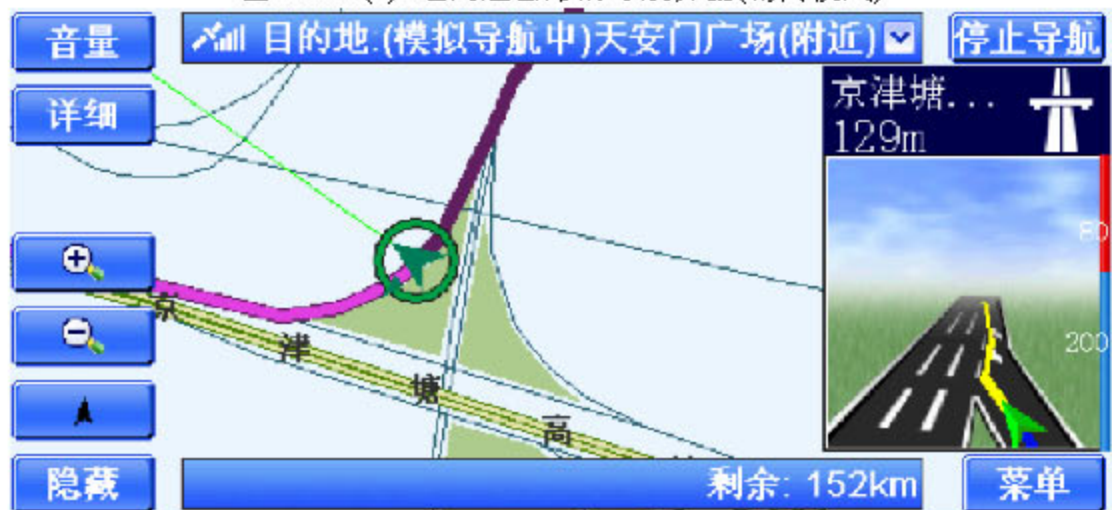 音量
目的地:(模拟导航中)天安门广场(附近)
停止导航
详细
京津塘...
129m
80
200
京津塘高
隐藏
剩余: 152km
菜单